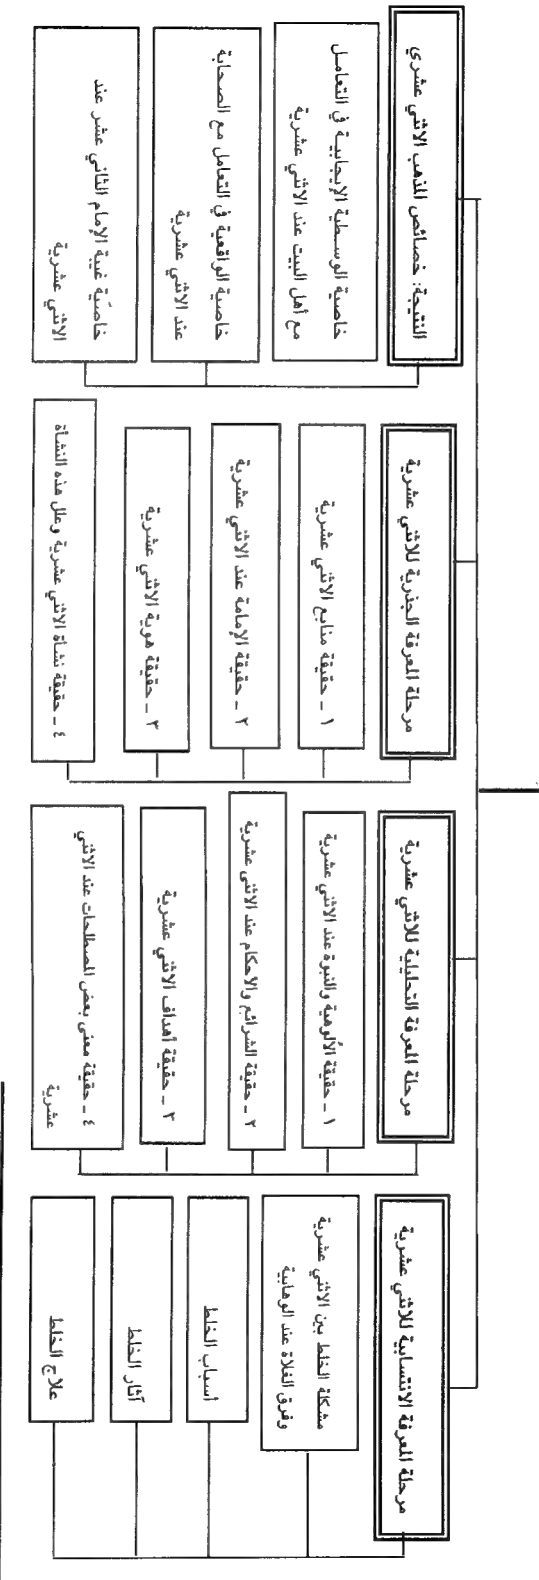 مرحلة المعرفة الانتسابية للاثني عشرية
مشكلة الخلط بين الاثني عشرية
وفرق الغلاة عند الوهابية
أسباب الخلط
آثار الخلط
علاج الخلط
مرحلة المعرفة التحليلية للاثني عشرية
١ ـ حقيقة الألوهية والنبوة عند الاثني عشرية
٢ ـ حقيقة الشرائع والاحكام عند الاثنى عشرية
٣ ـ حقيقة أهداف الاثني عشرية
٤ ـ حقيقة معنى بعض المصطلحات عند الاثني
عشرية
مرحلة المعرفة الجذرية للاثني عشرية
١ ـ حقيقة منابع الاثني عشرية
٢ ـ حقيقة الإمامة عند الاثني عشرية
٣ ـ حقيقة هوية الاثني عشرية
٤ ـ حقيقة نشأة الاثني عشرية وعلل هذه النشأة
النتيجة: خصائص المذهب الاثني عشري
خاصية الوسطية الإيجابية في التعامل
مع أهل البيت عند الاثني عشرية
خاصية الواقعية في التعامل مع الصحابة
عند الاثني عشرية
خاصيّة غيبة الإمام الثاني عشر عند
الاثني عشرية